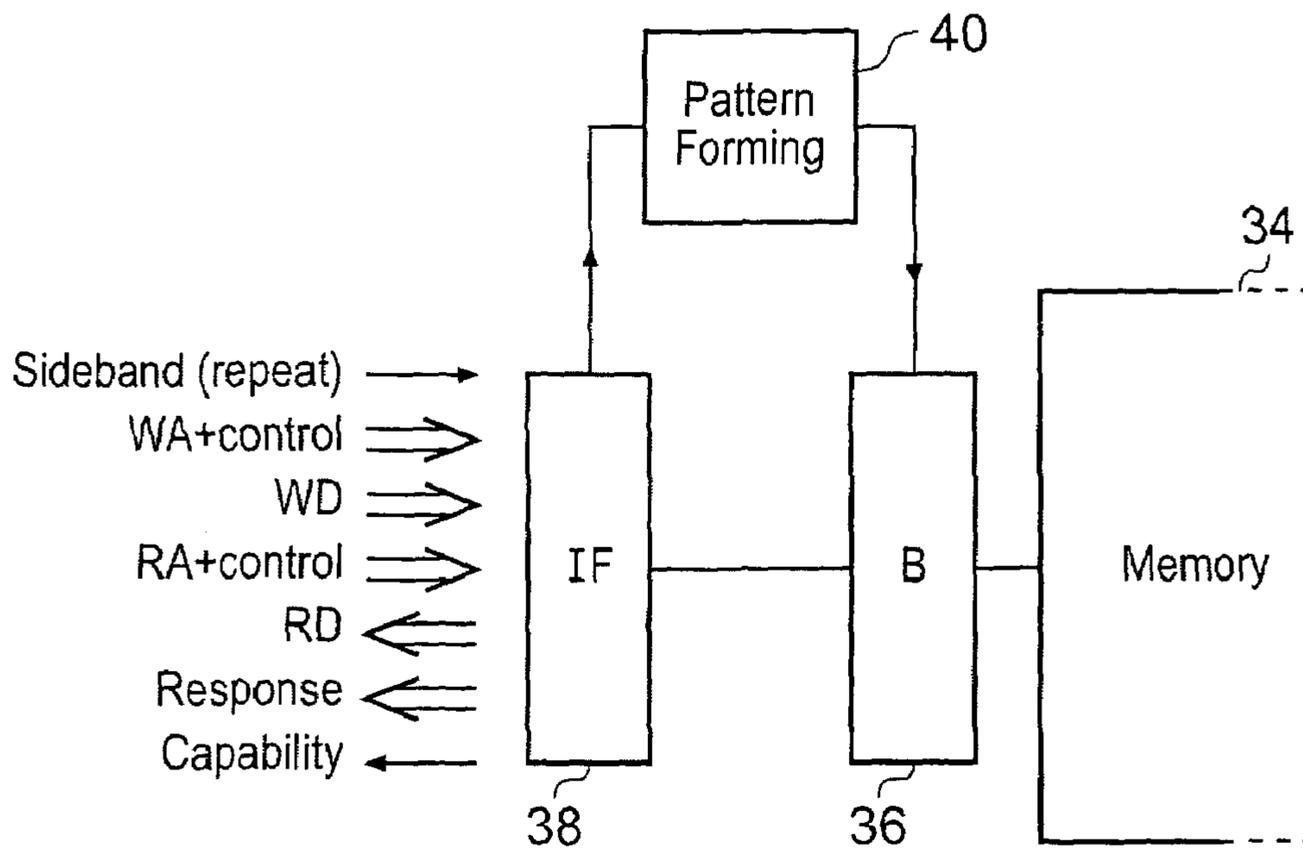 40
Pattern
Forming
34
Sideband (repeat)
WA+control
WD
RA+control
RD
Response
Capability
IF
B
Memory
38
36